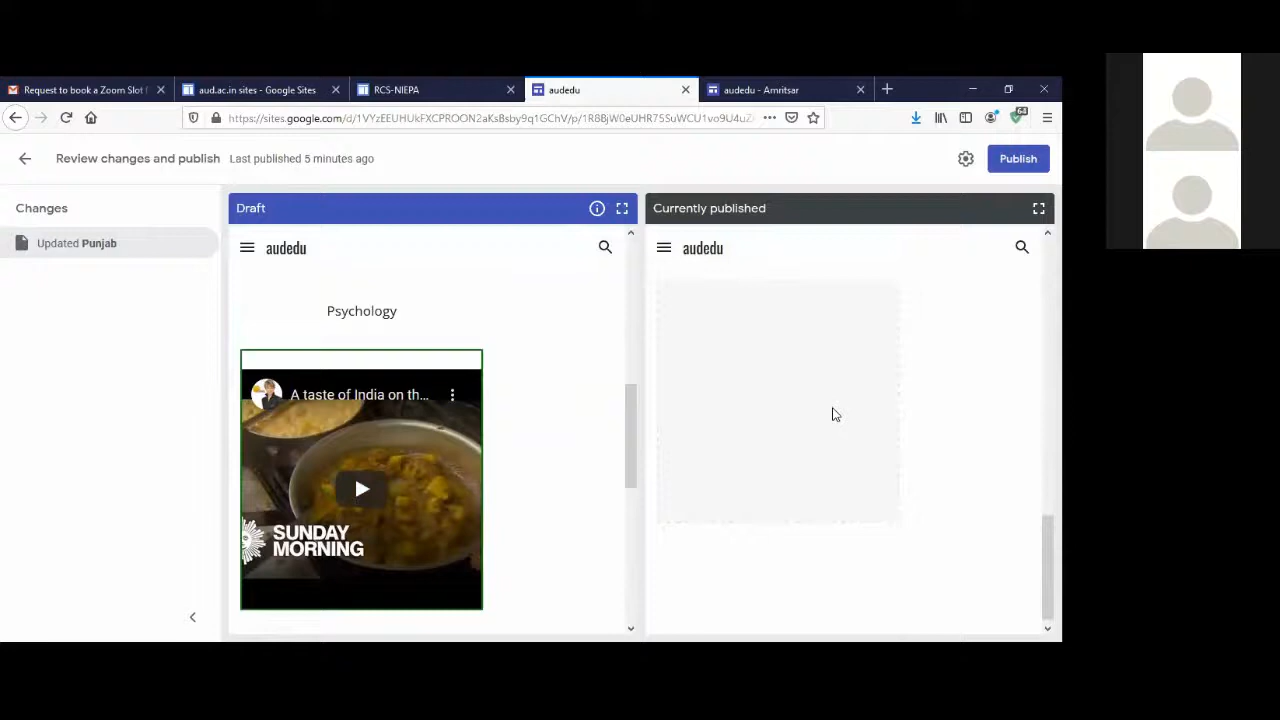 Request to book a Zoom Slot
aud.ac.in sites - Google Sites
RCS-NIEPA
audedu
audedu - Amritsar
Review changes and publish
Last published 5 minutes ago
Publish
Changes
Updated Punjab
Draft
Currently published
audedu
audedu
Psychology
A taste of India on th...
SUNDAY
MORNING